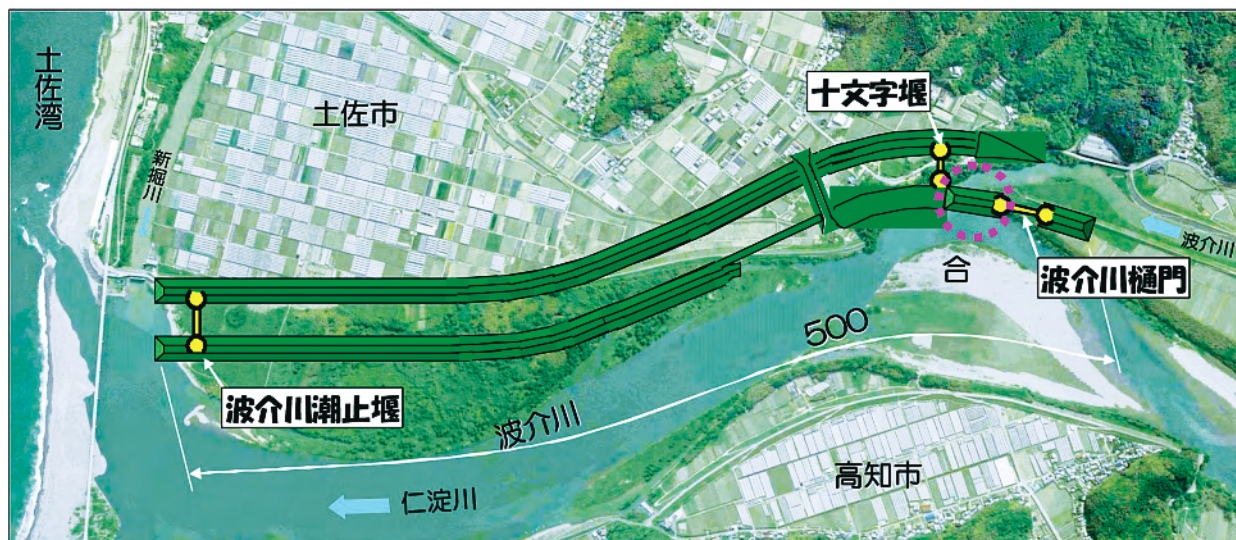 土佐湾
新堀川
土佐市
十文字堰
波介川
合
波介川樋門
500
波介川潮止堰
波介川
仁淀川
高知市